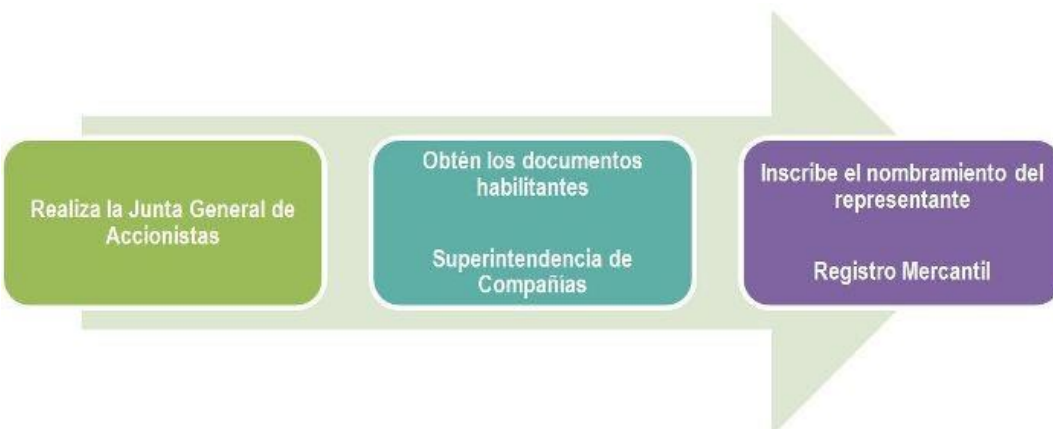 Realiza la Junta General de
Accionistas
Obtén los documentos
habilitantes
Superintendencia de
Compañías
Inscribe el nombramiento del
representante
Registro Mercantil